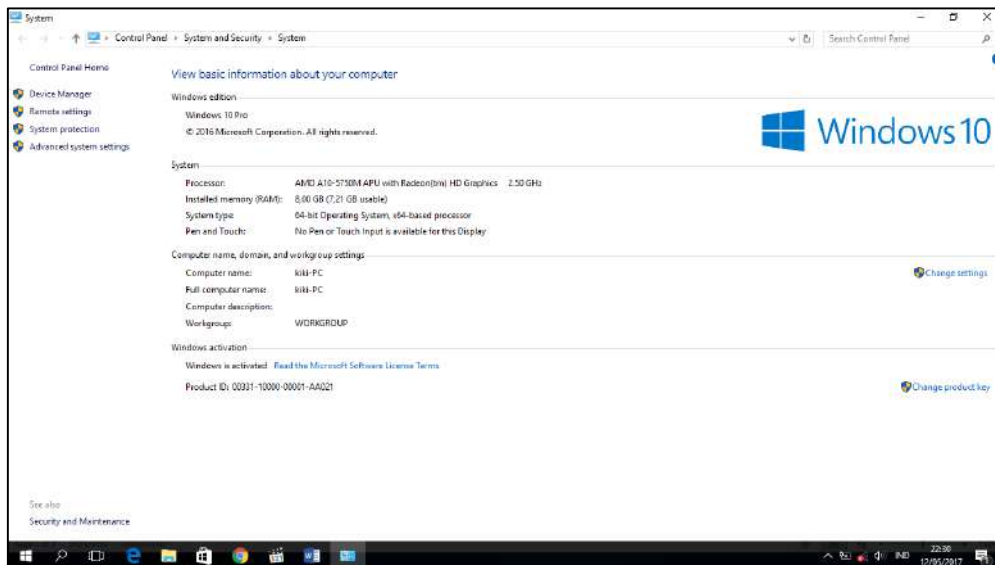 System
Control Panel › System and Security › System
Search Control Panel
Control Panel Home
Device Manager
Remote settings
System protection
Advanced system settings
View basic information about your computer
Windows edition
Windows 10 Pro
© 2016 Microsoft Corporation. All rights reserved.
Windows 10
System
Processor: AMD A10-5750M APU with Radeon(tm) HD Graphics 2.50 GHz
Installed memory (RAM): 8,00 GB (7,21 GB usable)
System type: 64-bit Operating System, x64-based processor
Pen and Touch: No Pen or Touch Input is available for this Display
Computer name, domain, and workgroup settings
Computer name: kiki-PC
Change settings
Full computer name: kiki-PC
Computer description:
Workgroup: WORKGROUP
Windows activation
Windows is activated Read the Microsoft Software License Terms
Product ID: 00331-10000-00001-AA021
Change product key
See also
Security and Maintenance
IND
22:30
12/05/2017